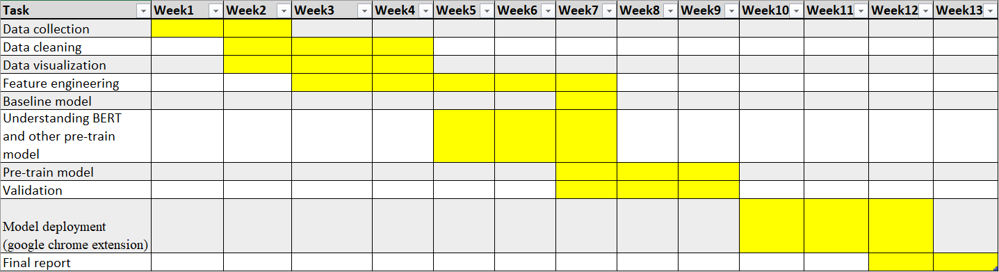 Task Week1 Week2 Week3 Week4 Week5 Week6 Week7 Week8 Week9 Week10 Week11 Week12 Week13
Data collection
Data cleaning
Data visualization
Feature engineering
Baseline model
Understanding BERT
and other pre-train
model
Pre-train model
Validation
Model deployment
(google chrome extension)
Final report